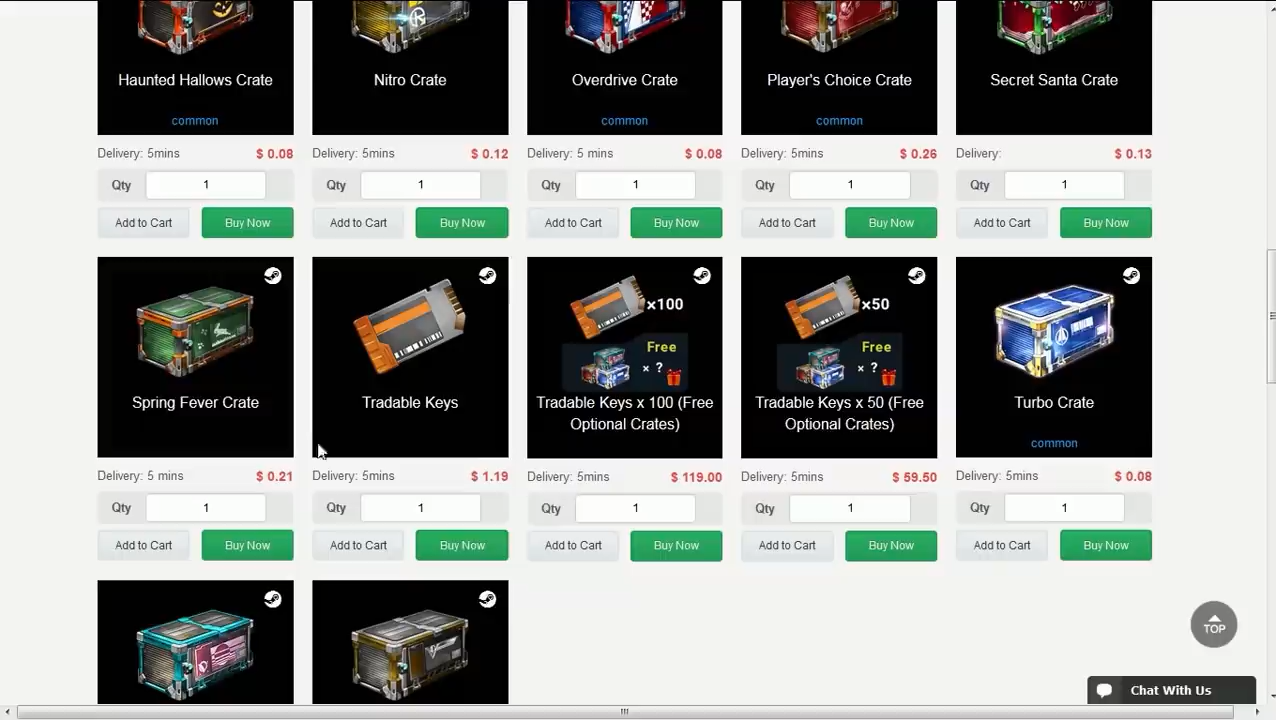 Haunted Hallows Crate
Nitro Crate
Overdrive Crate
Player's Choice Crate
Secret Santa Crate
common
common
common
Delivery: 5mins $ 0.08
Delivery: 5mins $ 0.12
Delivery: 5 mins $ 0.08
Delivery: 5mins $ 0.26
Delivery: $ 0.13
Qty 1
Qty 1
Qty 1
Qty 1
Qty 1
Add to Cart Buy Now
Add to Cart Buy Now
Add to Cart Buy Now
Add to Cart Buy Now
Add to Cart Buy Now
×100
Free
× ?
×50
Free
× ?
Spring Fever Crate
Tradable Keys
Tradable Keys x 100 (Free
Optional Crates)
Tradable Keys x 50 (Free
Optional Crates)
Turbo Crate
common
Delivery: 5 mins $ 0.21
Delivery: 5mins $ 1.19
Delivery: 5mins $ 119.00
Delivery: 5mins $ 59.50
Delivery: 5mins $ 0.08
Qty 1
Qty 1
Qty 1
Qty 1
Qty 1
Add to Cart Buy Now
Add to Cart Buy Now
Add to Cart Buy Now
Add to Cart Buy Now
Add to Cart Buy Now
TOP
Chat With Us